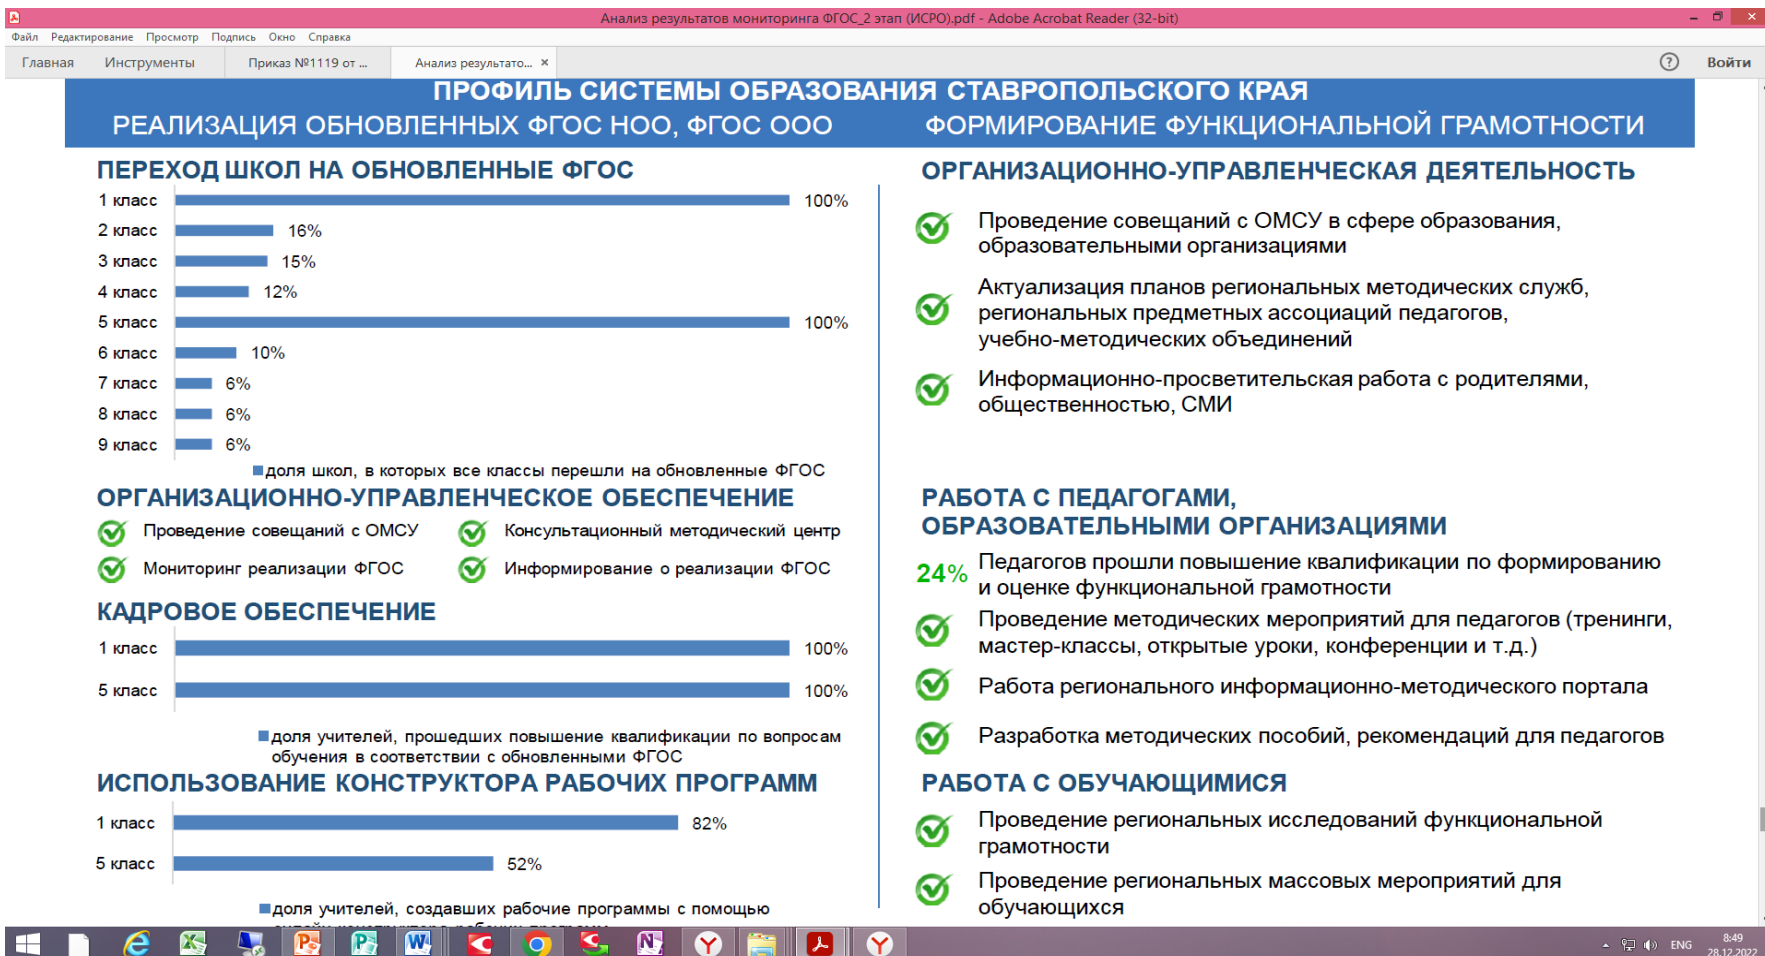 Анализ результатов мониторинга ФГОС_2 этап (ИСРО).pdf - Adobe Acrobat Reader (32-bit)
Файл Редактирование Просмотр Подпись Окно Справка
Главная Инструменты Приказ №1119 от ... Анализ результато... × Войти
ПРОФИЛЬ СИСТЕМЫ ОБРАЗОВАНИЯ СТАВРОПОЛЬСКОГО КРАЯ
РЕАЛИЗАЦИЯ ОБНОВЛЕННЫХ ФГОС НОО, ФГОС ООО
ФОРМИРОВАНИЕ ФУНКЦИОНАЛЬНОЙ ГРАМОТНОСТИ
ПЕРЕХОД ШКОЛ НА ОБНОВЛЕННЫЕ ФГОС
1 класс 100%
2 класс 16%
3 класс 15%
4 класс 12%
5 класс 100%
6 класс 10%
7 класс 6%
8 класс 6%
9 класс 6%
доля школ, в которых все классы перешли на обновленные ФГОС
ОРГАНИЗАЦИОННО-УПРАВЛЕНЧЕСКОЕ ОБЕСПЕЧЕНИЕ
Проведение совещаний с ОМСУ
Консультационный методический центр
Мониторинг реализации ФГОС
Информирование о реализации ФГОС
КАДРОВОЕ ОБЕСПЕЧЕНИЕ
1 класс 100%
5 класс 100%
доля учителей, прошедших повышение квалификации по вопросам
обучения в соответствии с обновленными ФГОС
ИСПОЛЬЗОВАНИЕ КОНСТРУКТОРА РАБОЧИХ ПРОГРАММ
1 класс 82%
5 класс 52%
доля учителей, создавших рабочие программы с помощью
ОРГАНИЗАЦИОННО-УПРАВЛЕНЧЕСКАЯ ДЕЯТЕЛЬНОСТЬ
Проведение совещаний с ОМСУ в сфере образования,
образовательными организациями
Актуализация планов региональных методических служб,
региональных предметных ассоциаций педагогов,
учебно-методических объединений
Информационно-просветительская работа с родителями,
общественностью, СМИ
РАБОТА С ПЕДАГОГАМИ,
ОБРАЗОВАТЕЛЬНЫМИ ОРГАНИЗАЦИЯМИ
24% Педагогов прошли повышение квалификации по формированию
и оценке функциональной грамотности
Проведение методических мероприятий для педагогов (тренинги,
мастер-классы, открытые уроки, конференции и т.д.)
Работа регионального информационно-методического портала
Разработка методических пособий, рекомендаций для педагогов
РАБОТА С ОБУЧАЮЩИМИСЯ
Проведение региональных исследований функциональной
грамотности
Проведение региональных массовых мероприятий для
обучающихся
ENG 8:49
28.12.2022